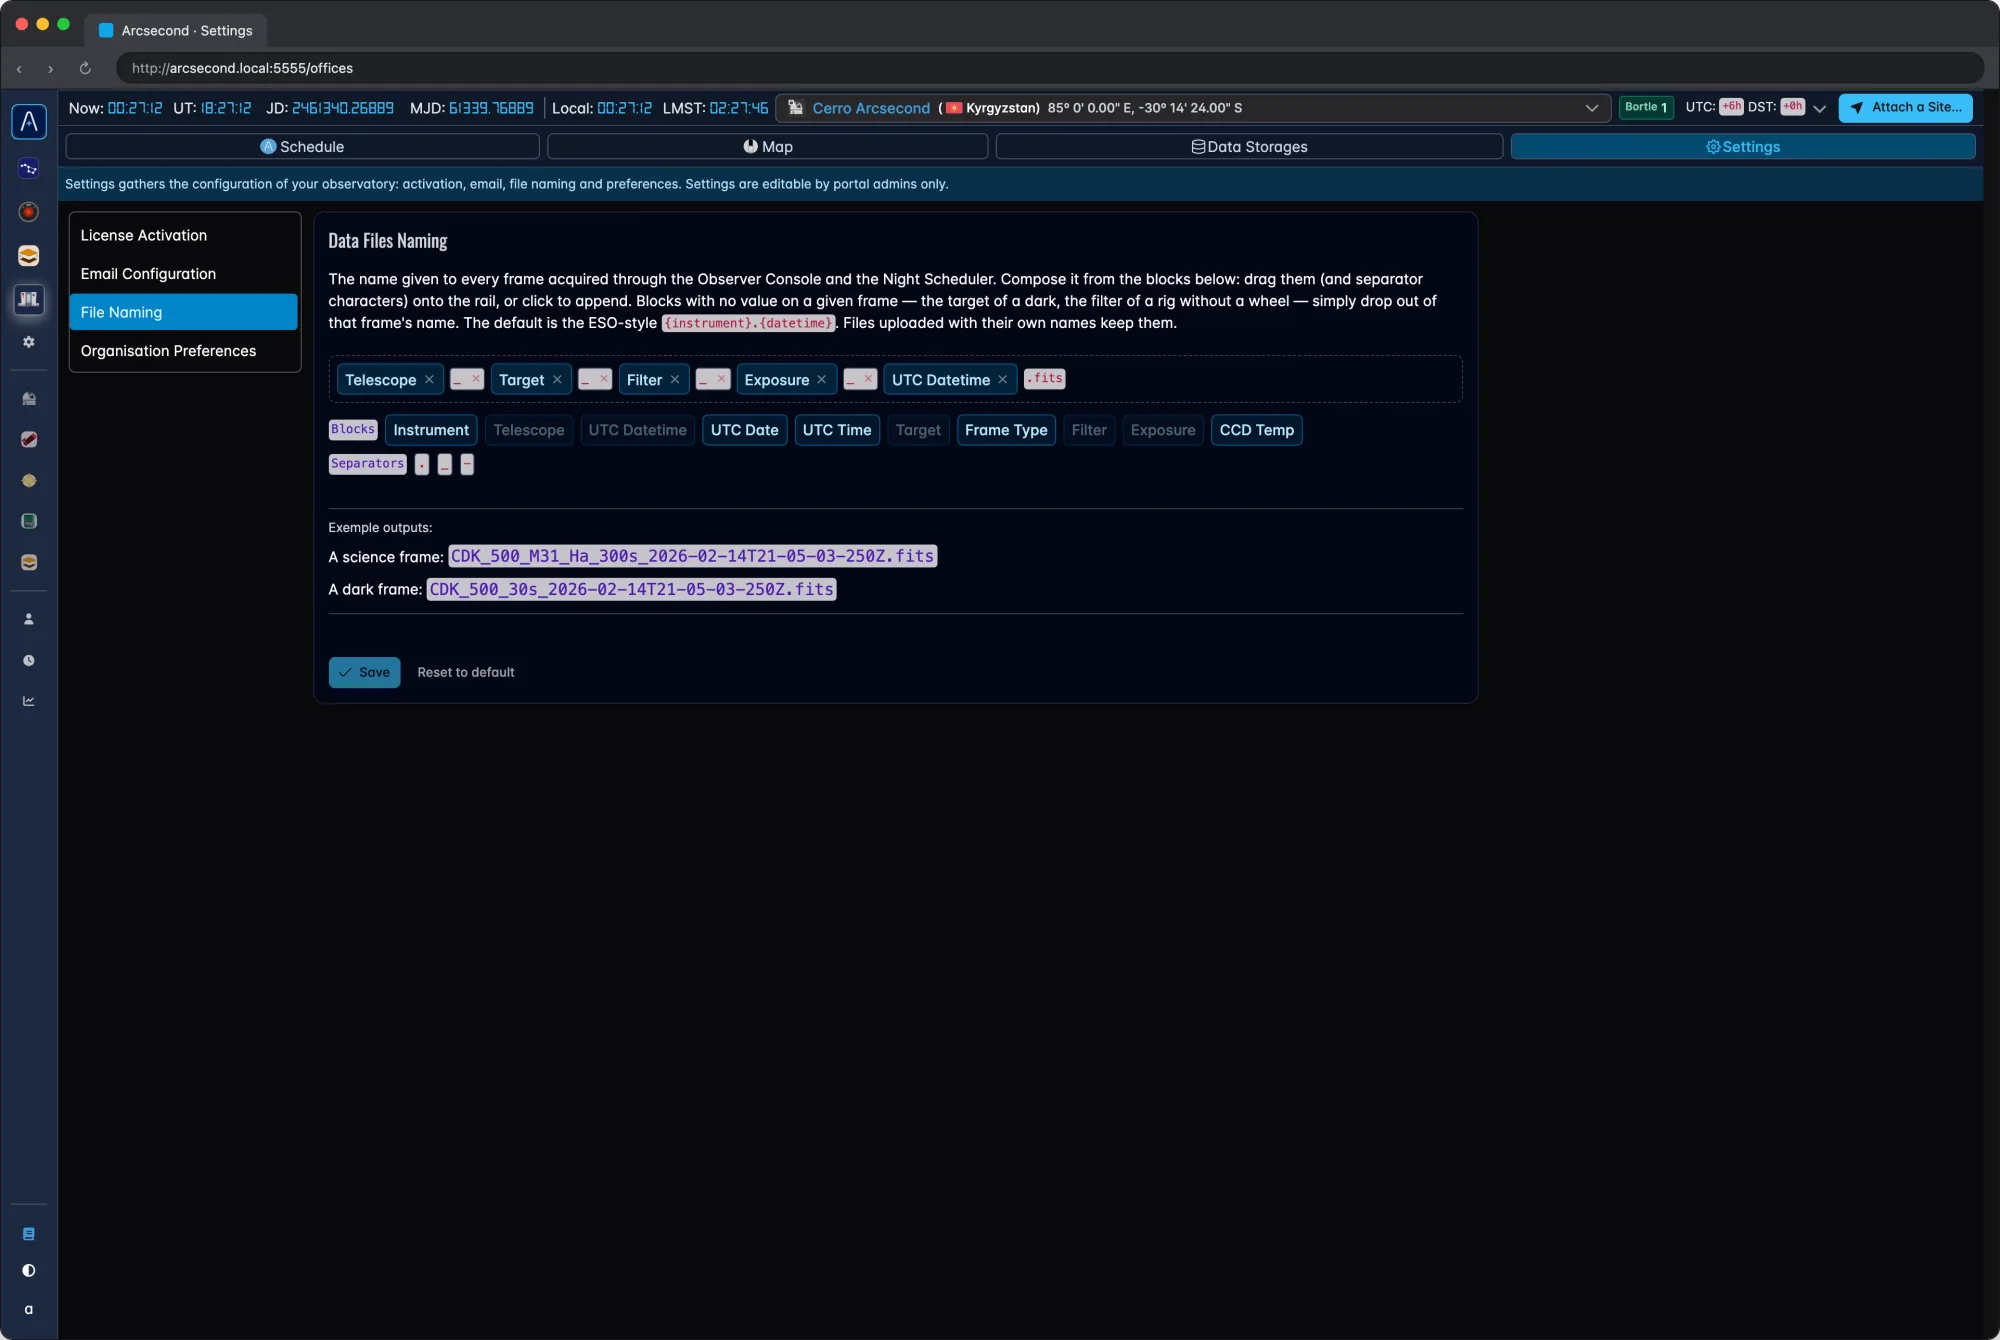 Arcsecond · Settings
http://arcsecond.local:5555/offices
Now: 00:27:12 UT: 18:27:12 JD: 2461340.26889 MJD: 61339.76889 Local: 00:27:12 LMST: 02:27:46 Cerro Arcsecond ( Kyrgyzstan) 85° 0' 0.00" E, -30° 14' 24.00" S Bortle 1 UTC: +6h DST: +0h Attach a Site...
Schedule Map Data Storages Settings
Settings gathers the configuration of your observatory: activation, email, file naming and preferences. Settings are editable by portal admins only.
License Activation
Email Configuration
File Naming
Organisation Preferences
Data Files Naming
The name given to every frame acquired through the Observer Console and the Night Scheduler. Compose it from the blocks below: drag them (and separator
characters) onto the rail, or click to append. Blocks with no value on a given frame — the target of a dark, the filter of a rig without a wheel — simply drop out of
that frame's name. The default is the ESO-style {instrument}.{datetime}. Files uploaded with their own names keep them.
Telescope × _ × Target × _ × Filter × _ × Exposure × _ × UTC Datetime × .fits
Blocks Instrument Telescope UTC Datetime UTC Date UTC Time Target Frame Type Filter Exposure CCD Temp
Separators . _ -
Exemple outputs:
A science frame: CDK_500_M31_Ha_300s_2026-02-14T21-05-03-250Z.fits
A dark frame: CDK_500_30s_2026-02-14T21-05-03-250Z.fits
Save Reset to default
a